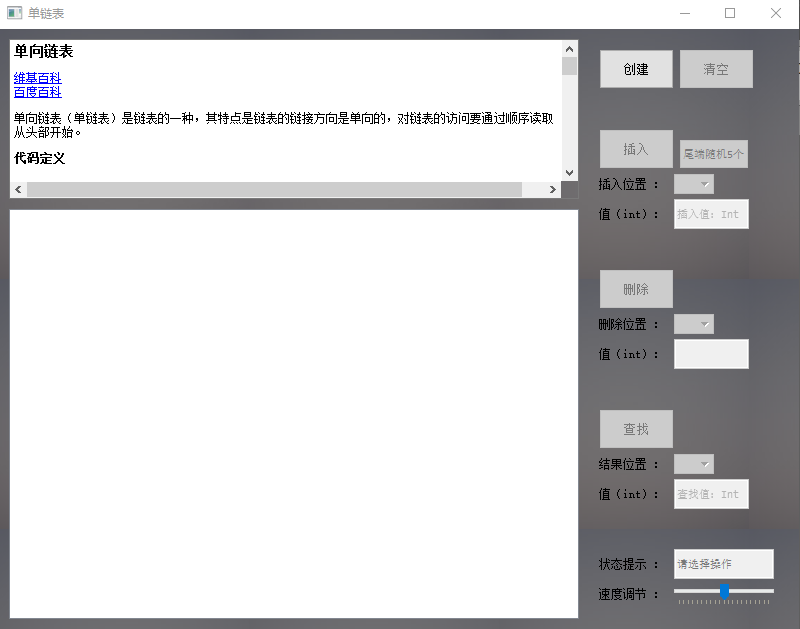 单链表
单向链表
维基百科
百度百科
单向链表（单链表）是链表的一种，其特点是链表的链接方向是单向的，对链表的访问要通过顺序读取
从头部开始。
代码定义
创建
清空
插入
尾端随机5个
插入位置 ：
值（int）：
插入值：Int
删除
删除位置 ：
值（int）：
查找
结果位置 ：
值（int）：
查找值：Int
状态提示 ：
请选择操作
速度调节 ：